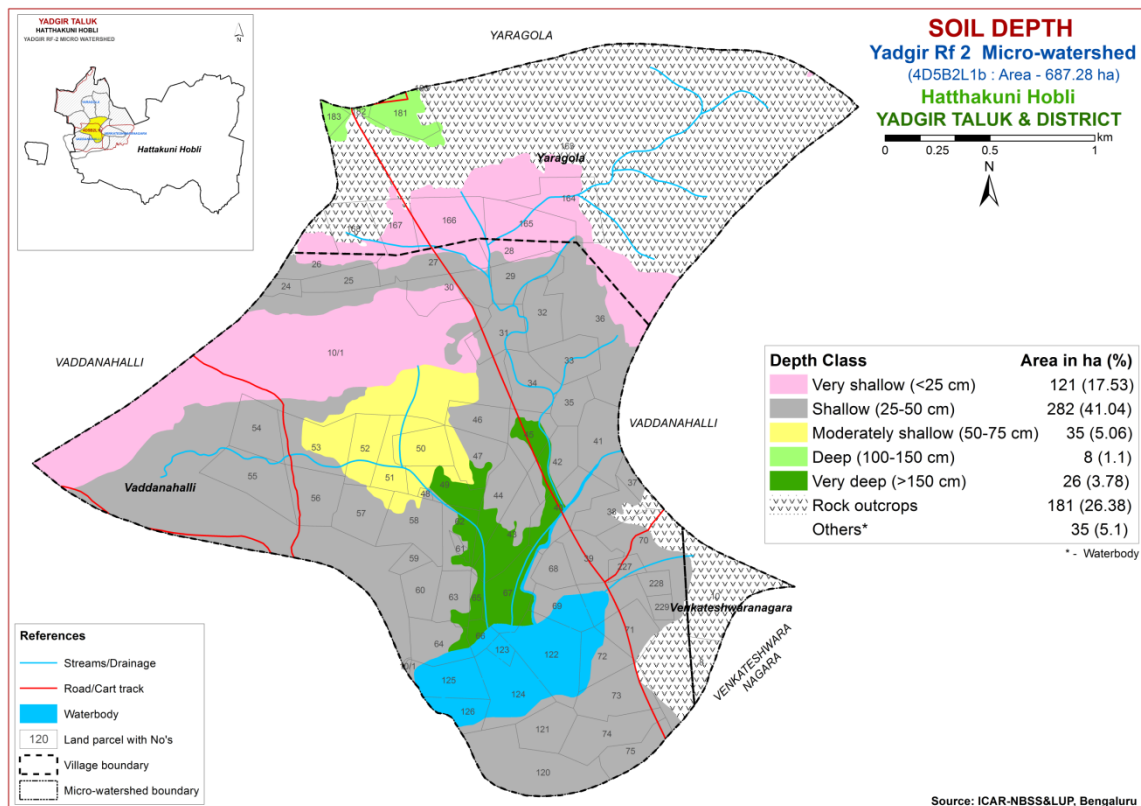 YADGIR TALUK
HATTHAKUNI HOBLI
YADGIR RF-2 MICRO WATERSHED
N
Hattakuni Hobli
SOIL DEPTH
Yadgir Rf 2 Micro-watershed
(4D5B2L1b : Area - 687.28 ha)
Hatthakuni Hobli
YADGIR TALUK & DISTRICT
km
0 0.25 0.5 1
N
YARAGOLA
183
181
163
Yaragola
164
168
167
166
165
28
26
27
25
24
29
30
32
36
31
10/1
33
VADDANAHALLI
34
35
46
54
VADDANAHALLI
53
52
50
41
47
42
55
51
37
Vaddanahalli
49
48
44
56
38
57
58
62
43
70
61
39
59
68
227
228
60
63
65
67
69
229
Venkateshwaranagara
66
71
64
123
122
72
10/1
125
124
73
126
121
74
75
120
VENKATESHWARA
NAGARA
Depth Class Area in ha (%)
Very shallow (<25 cm) 121 (17.53)
Shallow (25-50 cm) 282 (41.04)
Moderately shallow (50-75 cm) 35 (5.06)
Deep (100-150 cm) 8 (1.1)
Very deep (>150 cm) 26 (3.78)
Rock outcrops 181 (26.38)
Others* 35 (5.1)
* - Waterbody
References
Streams/Drainage
Road/Cart track
Waterbody
120 Land parcel with No's
Village boundary
Micro-watershed boundary
Source: ICAR-NBSS&LUP, Bengaluru